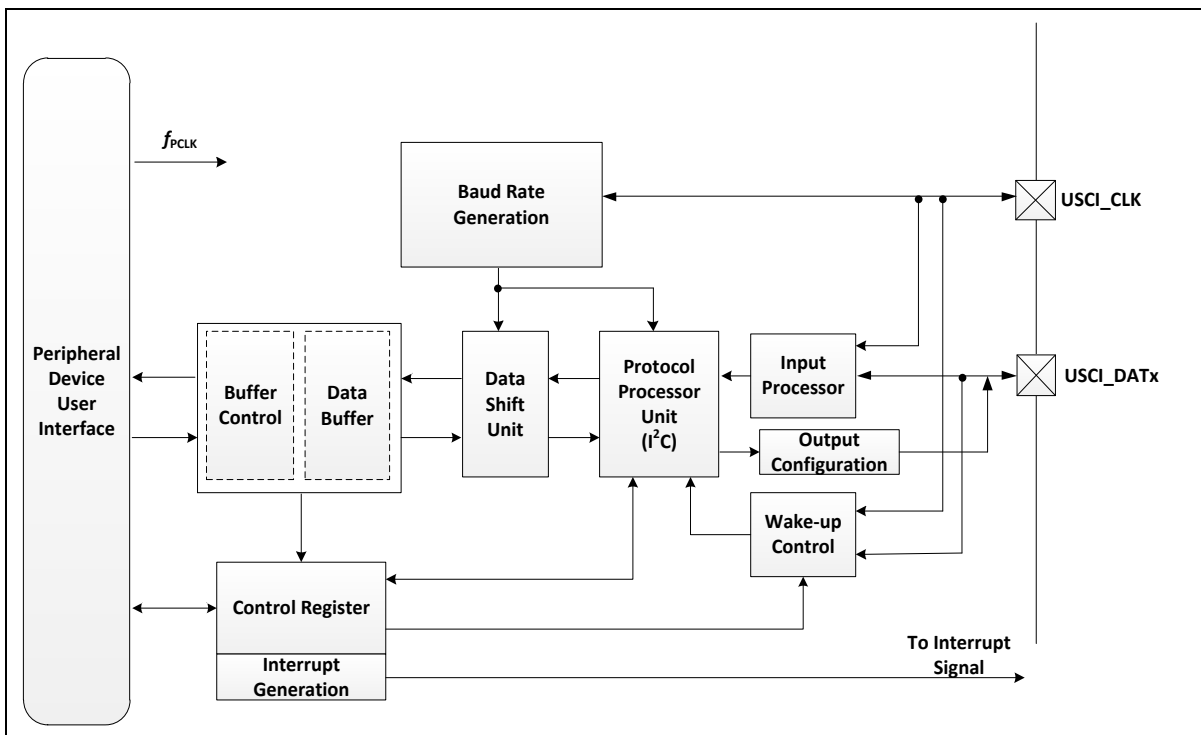 fPCLK
Baud Rate
Generation
USCI_CLK
Peripheral
Device
User
Interface
Buffer
Control
Data
Buffer
Data
Shift
Unit
Protocol
Processor
Unit
(I²C)
Input
Processor
USCI_DATx
Output
Configuration
Wake-up
Control
Control Register
Interrupt
Generation
To Interrupt
Signal